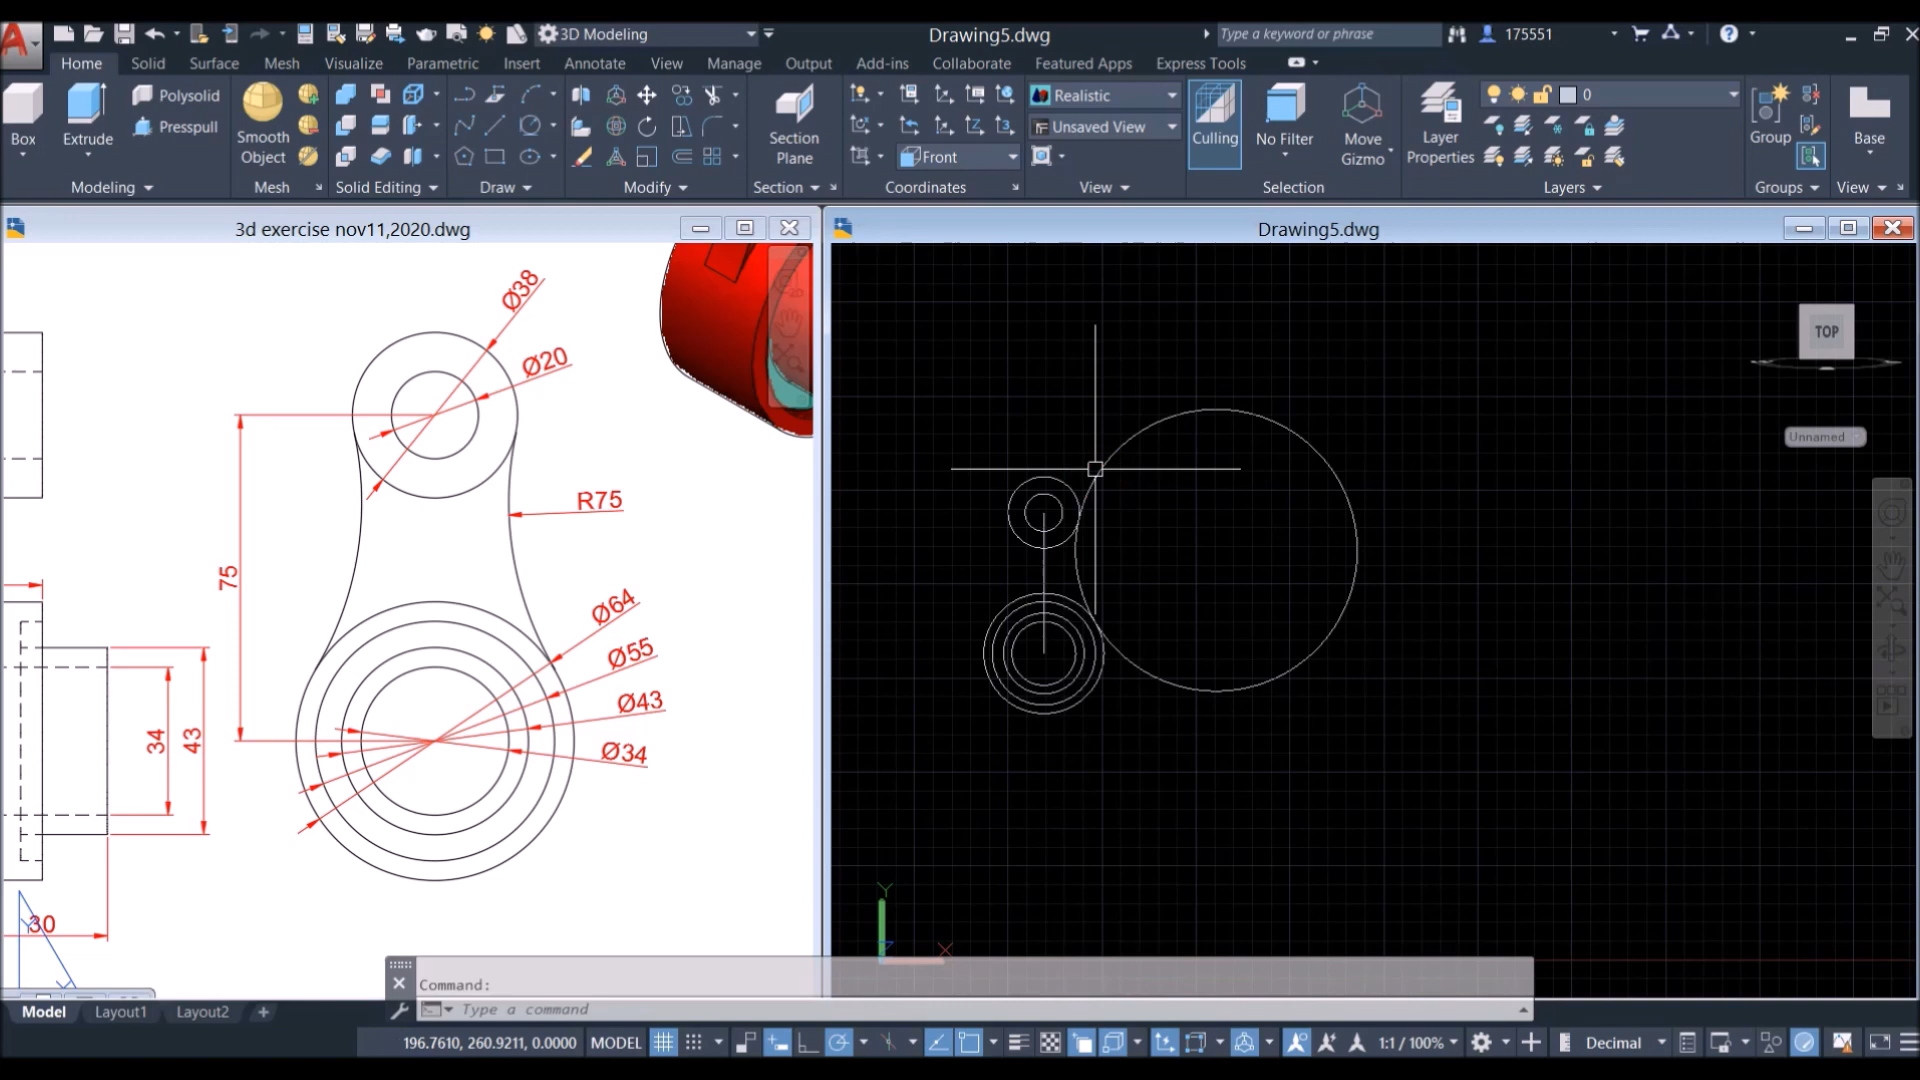 A
3D Modeling
Drawing5.dwg
Type a keyword or phrase
175551
Home Solid Surface Mesh Visualize Parametric Insert Annotate View Manage Output Add-ins Collaborate Featured Apps Express Tools
Box
Extrude
Polysolid
Presspull
Smooth
Object
Section
Plane
Front
Realistic
Unsaved View
Culling
No Filter
Move
Gizmo
Layer
Properties
0
Group
Base
Modeling
Mesh
Solid Editing
Draw
Modify
Section
Coordinates
View
Selection
Layers
Groups
View
3d exercise nov11,2020.dwg
Drawing5.dwg
Ø38
Ø20
R75
75
Ø64
Ø55
Ø43
Ø34
34
43
30
Y
TOP
Unnamed
Y
X
Z
Command:
Type a command
Model Layout1 Layout2 +
196.7610, 260.9211, 0.0000 MODEL
1:1 / 100%
Decimal